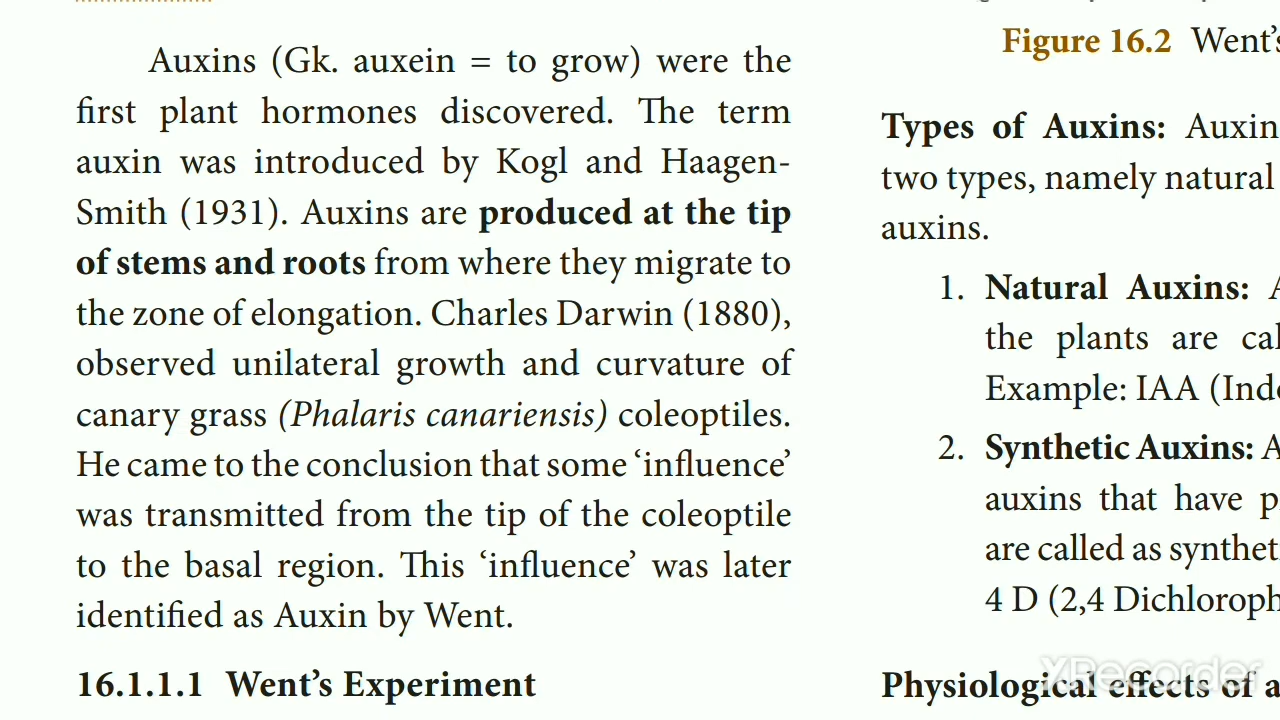 Auxins (Gk. auxein = to grow) were the
first plant hormones discovered. The term
auxin was introduced by Kogl and Haagen-
Smith (1931). Auxins are produced at the tip
of stems and roots from where they migrate to
the zone of elongation. Charles Darwin (1880),
observed unilateral growth and curvature of
canary grass (Phalaris canariensis) coleoptiles.
He came to the conclusion that some ‘influence’
was transmitted from the tip of the coleoptile
to the basal region. This ‘influence’ was later
identified as Auxin by Went.
16.1.1.1 Went’s Experiment
Figure 16.2 Went’s
Types of Auxins: Auxin
two types, namely natural
auxins.
1. Natural Auxins: A
the plants are cal
Example: IAA (Indo
2. Synthetic Auxins: A
auxins that have p
are called as syntheti
4 D (2,4 Dichloroph
Physiological effects of a
XRecorder